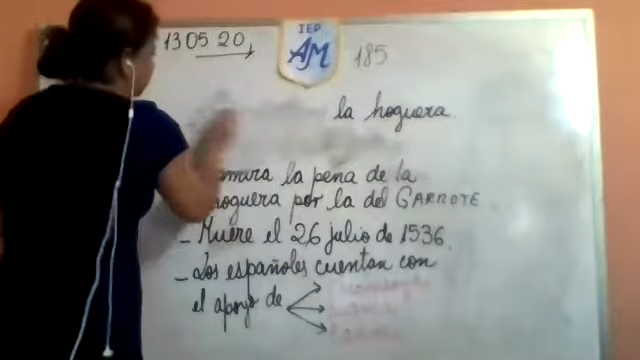 13 05 20
IEP
AM
185
la hoguera
la pena de la
hoguera por la del GARROTE.
- Muere el 26 julio de 1536.
- Los españoles cuentan con
el apoyo de